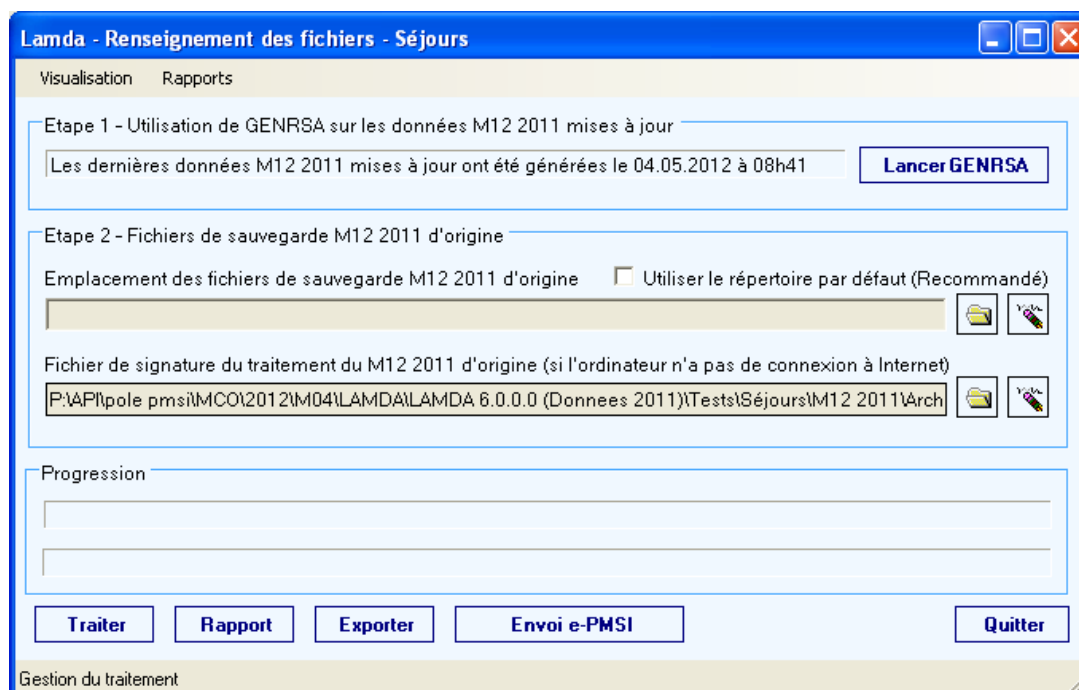 Lamda - Renseignement des fichiers - Séjours
Visualisation Rapports
Etape 1 - Utilisation de GENRSA sur les données M12 2011 mises à jour
Les dernières données M12 2011 mises à jour ont été générées le 04.05.2012 à 08h41 Lancer GENRSA
Etape 2 - Fichiers de sauvegarde M12 2011 d'origine
Emplacement des fichiers de sauvegarde M12 2011 d'origine Utiliser le répertoire par défaut (Recommandé)
Fichier de signature du traitement du M12 2011 d'origine (si l'ordinateur n'a pas de connexion à Internet)
P:\API\pole pmsi\MCO\2012\M04\LAMDA\LAMDA 6.0.0.0 (Donnees 2011)\Tests\Séjours\M12 2011\Arch
Progression
Traiter Rapport Exporter Envoi e-PMSI Quitter
Gestion du traitement